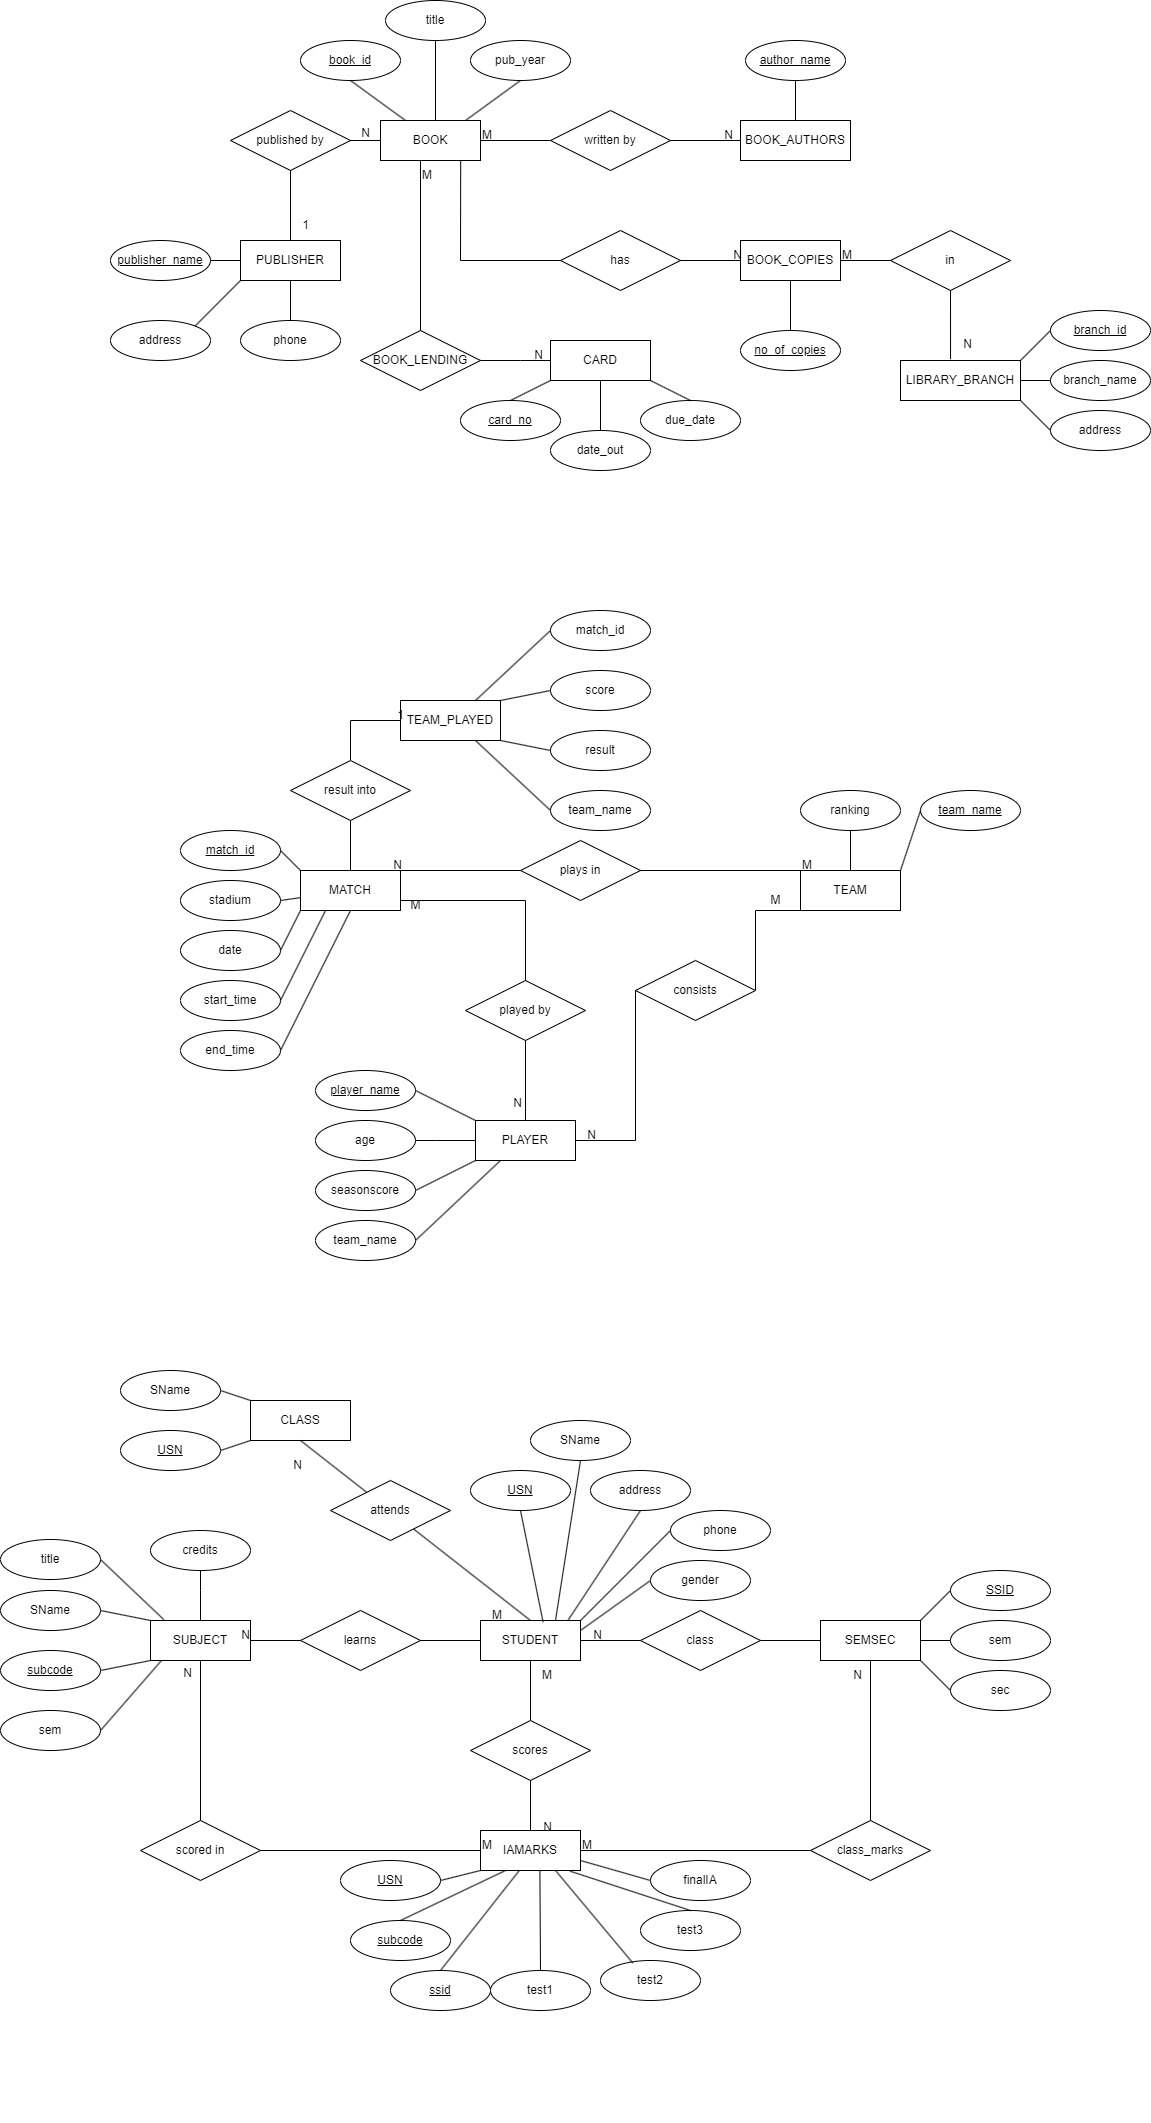 title
book_id
pub_year
author_name
published by
N
BOOK
M
written by
N
BOOK_AUTHORS
M
1
publisher_name
PUBLISHER
has
N
BOOK_COPIES
M
in
address
phone
BOOK_LENDING
N
CARD
no_of_copies
N
branch_id
LIBRARY_BRANCH
branch_name
address
card_no
date_out
due_date
match_id
score
1
TEAM_PLAYED
result
result into
team_name
ranking
team_name
match_id
N
plays in
M
MATCH
TEAM
stadium
M
M
date
start_time
end_time
played by
consists
player_name
N
age
PLAYER
N
seasonscore
team_name
SName
CLASS
USN
N
attends
SName
USN
address
phone
gender
title
credits
SName
SUBJECT
N
learns
M
STUDENT
N
class
SEMSEC
SSID
sem
sec
subcode
N
sem
M
N
scores
scored in
M
N
IAMARKS
M
class_marks
USN
finalIA
subcode
test3
ssid
test1
test2